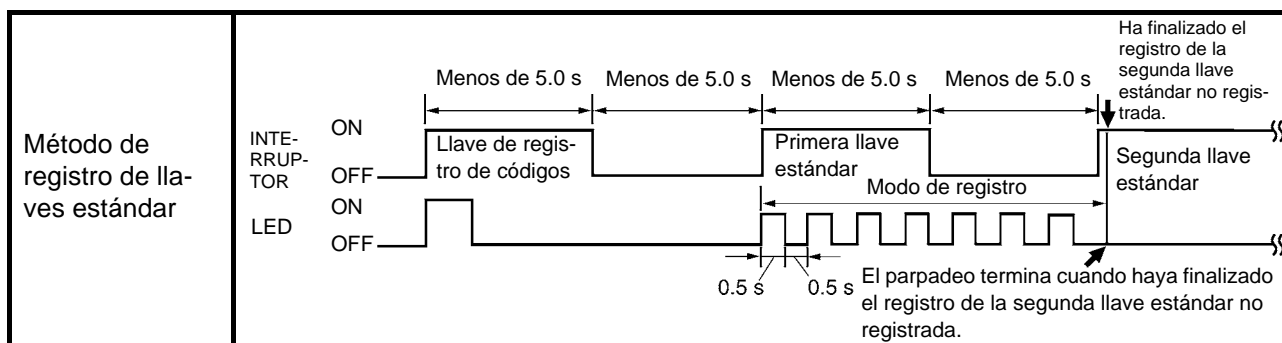 Método de
registro de lla-
ves estándar
Ha finalizado el
registro de la
segunda llave
estándar no regis-
trada.
Menos de 5.0 s
Menos de 5.0 s
Menos de 5.0 s
Menos de 5.0 s
INTE-
RRUP-
TOR
ON
OFF
Llave de regis-
tro de códigos
Primera llave
estándar
Segunda llave
estándar
Modo de registro
LED
ON
OFF
0.5 s
0.5 s
El parpadeo termina cuando haya finalizado
el registro de la segunda llave estándar no
registrada.